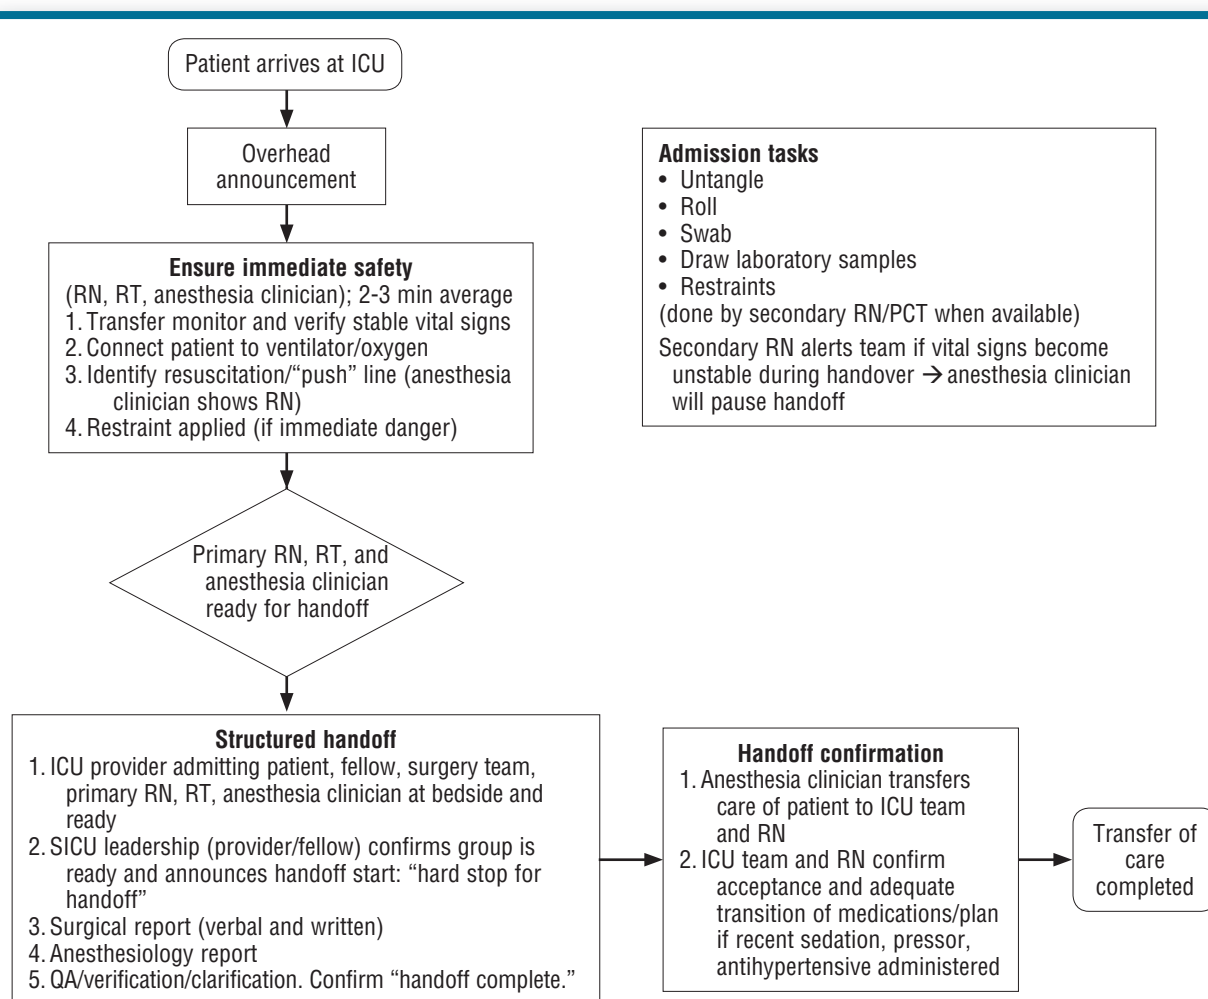 Patient arrives at ICU
Overhead
announcement
Ensure immediate safety
(RN, RT, anesthesia clinician); 2-3 min average
1. Transfer monitor and verify stable vital signs
2. Connect patient to ventilator/oxygen
3. Identify resuscitation/“push” line (anesthesia
clinician shows RN)
4. Restraint applied (if immediate danger)
Primary RN, RT, and
anesthesia clinician
ready for handoff
Structured handoff
1. ICU provider admitting patient, fellow, surgery team,
primary RN, RT, anesthesia clinician at bedside and
ready
2. SICU leadership (provider/fellow) confirms group is
ready and announces handoff start: “hard stop for
handoff”
3. Surgical report (verbal and written)
4. Anesthesiology report
5. QA/verification/clarification. Confirm “handoff complete.”
Admission tasks
• Untangle
• Roll
• Swab
• Draw laboratory samples
• Restraints
(done by secondary RN/PCT when available)
Secondary RN alerts team if vital signs become
unstable during handover → anesthesia clinician
will pause handoff
Handoff confirmation
1. Anesthesia clinician transfers
care of patient to ICU team
and RN
2. ICU team and RN confirm
acceptance and adequate
transition of medications/plan
if recent sedation, pressor,
antihypertensive administered
Transfer of
care
completed